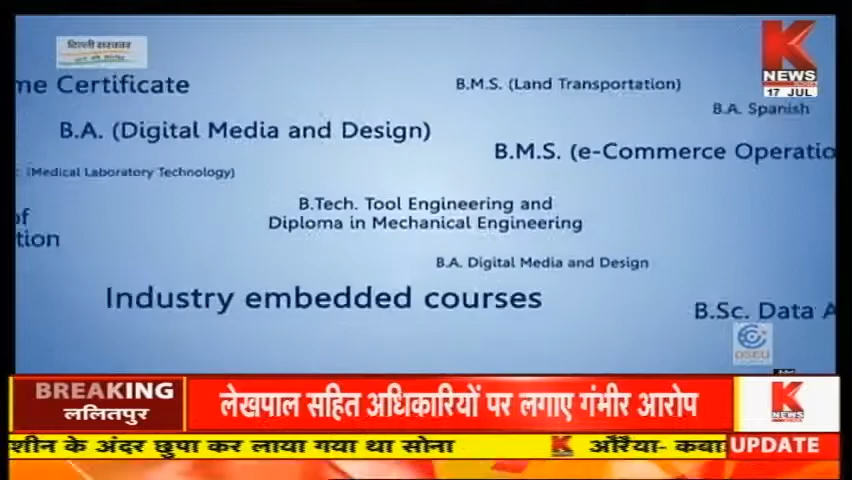 दिल्ली सरकार
K
NEWS
17 JUL
me Certificate
B.M.S. (Land Transportation)
B.A. Spanish
B.A. (Digital Media and Design)
B.M.S. (e-Commerce Operatio
(Medical Laboratory Technology)
B.Tech. Tool Engineering and
Diploma in Mechanical Engineering
of
tion
B.A. Digital Media and Design
Industry embedded courses
B.Sc. Data A
DSEU
BREAKING
ललितपुर
लेखपाल सहित अधिकारियों पर लगाए गंभीर आरोप
K
NEWS
शीन के अंदर छुपा कर लाया गया था सोना
K औरैया- कबा
UPDATE